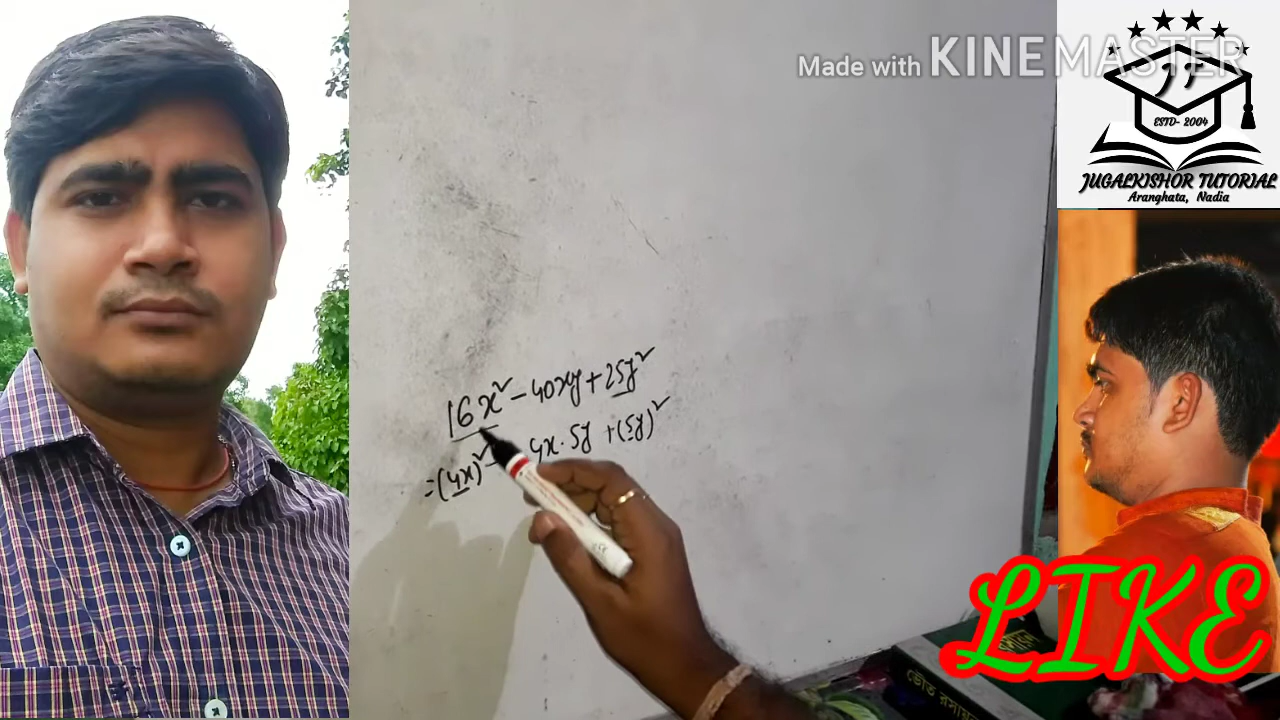 Made with KINEMASTER
ESTD- 2004
JUGALKISHOR TUTORIAL
Aranghata, Nadia
16x² - 40xy + 25y²
= (4x)² - 4x · 5y + (5y)²
LIKE